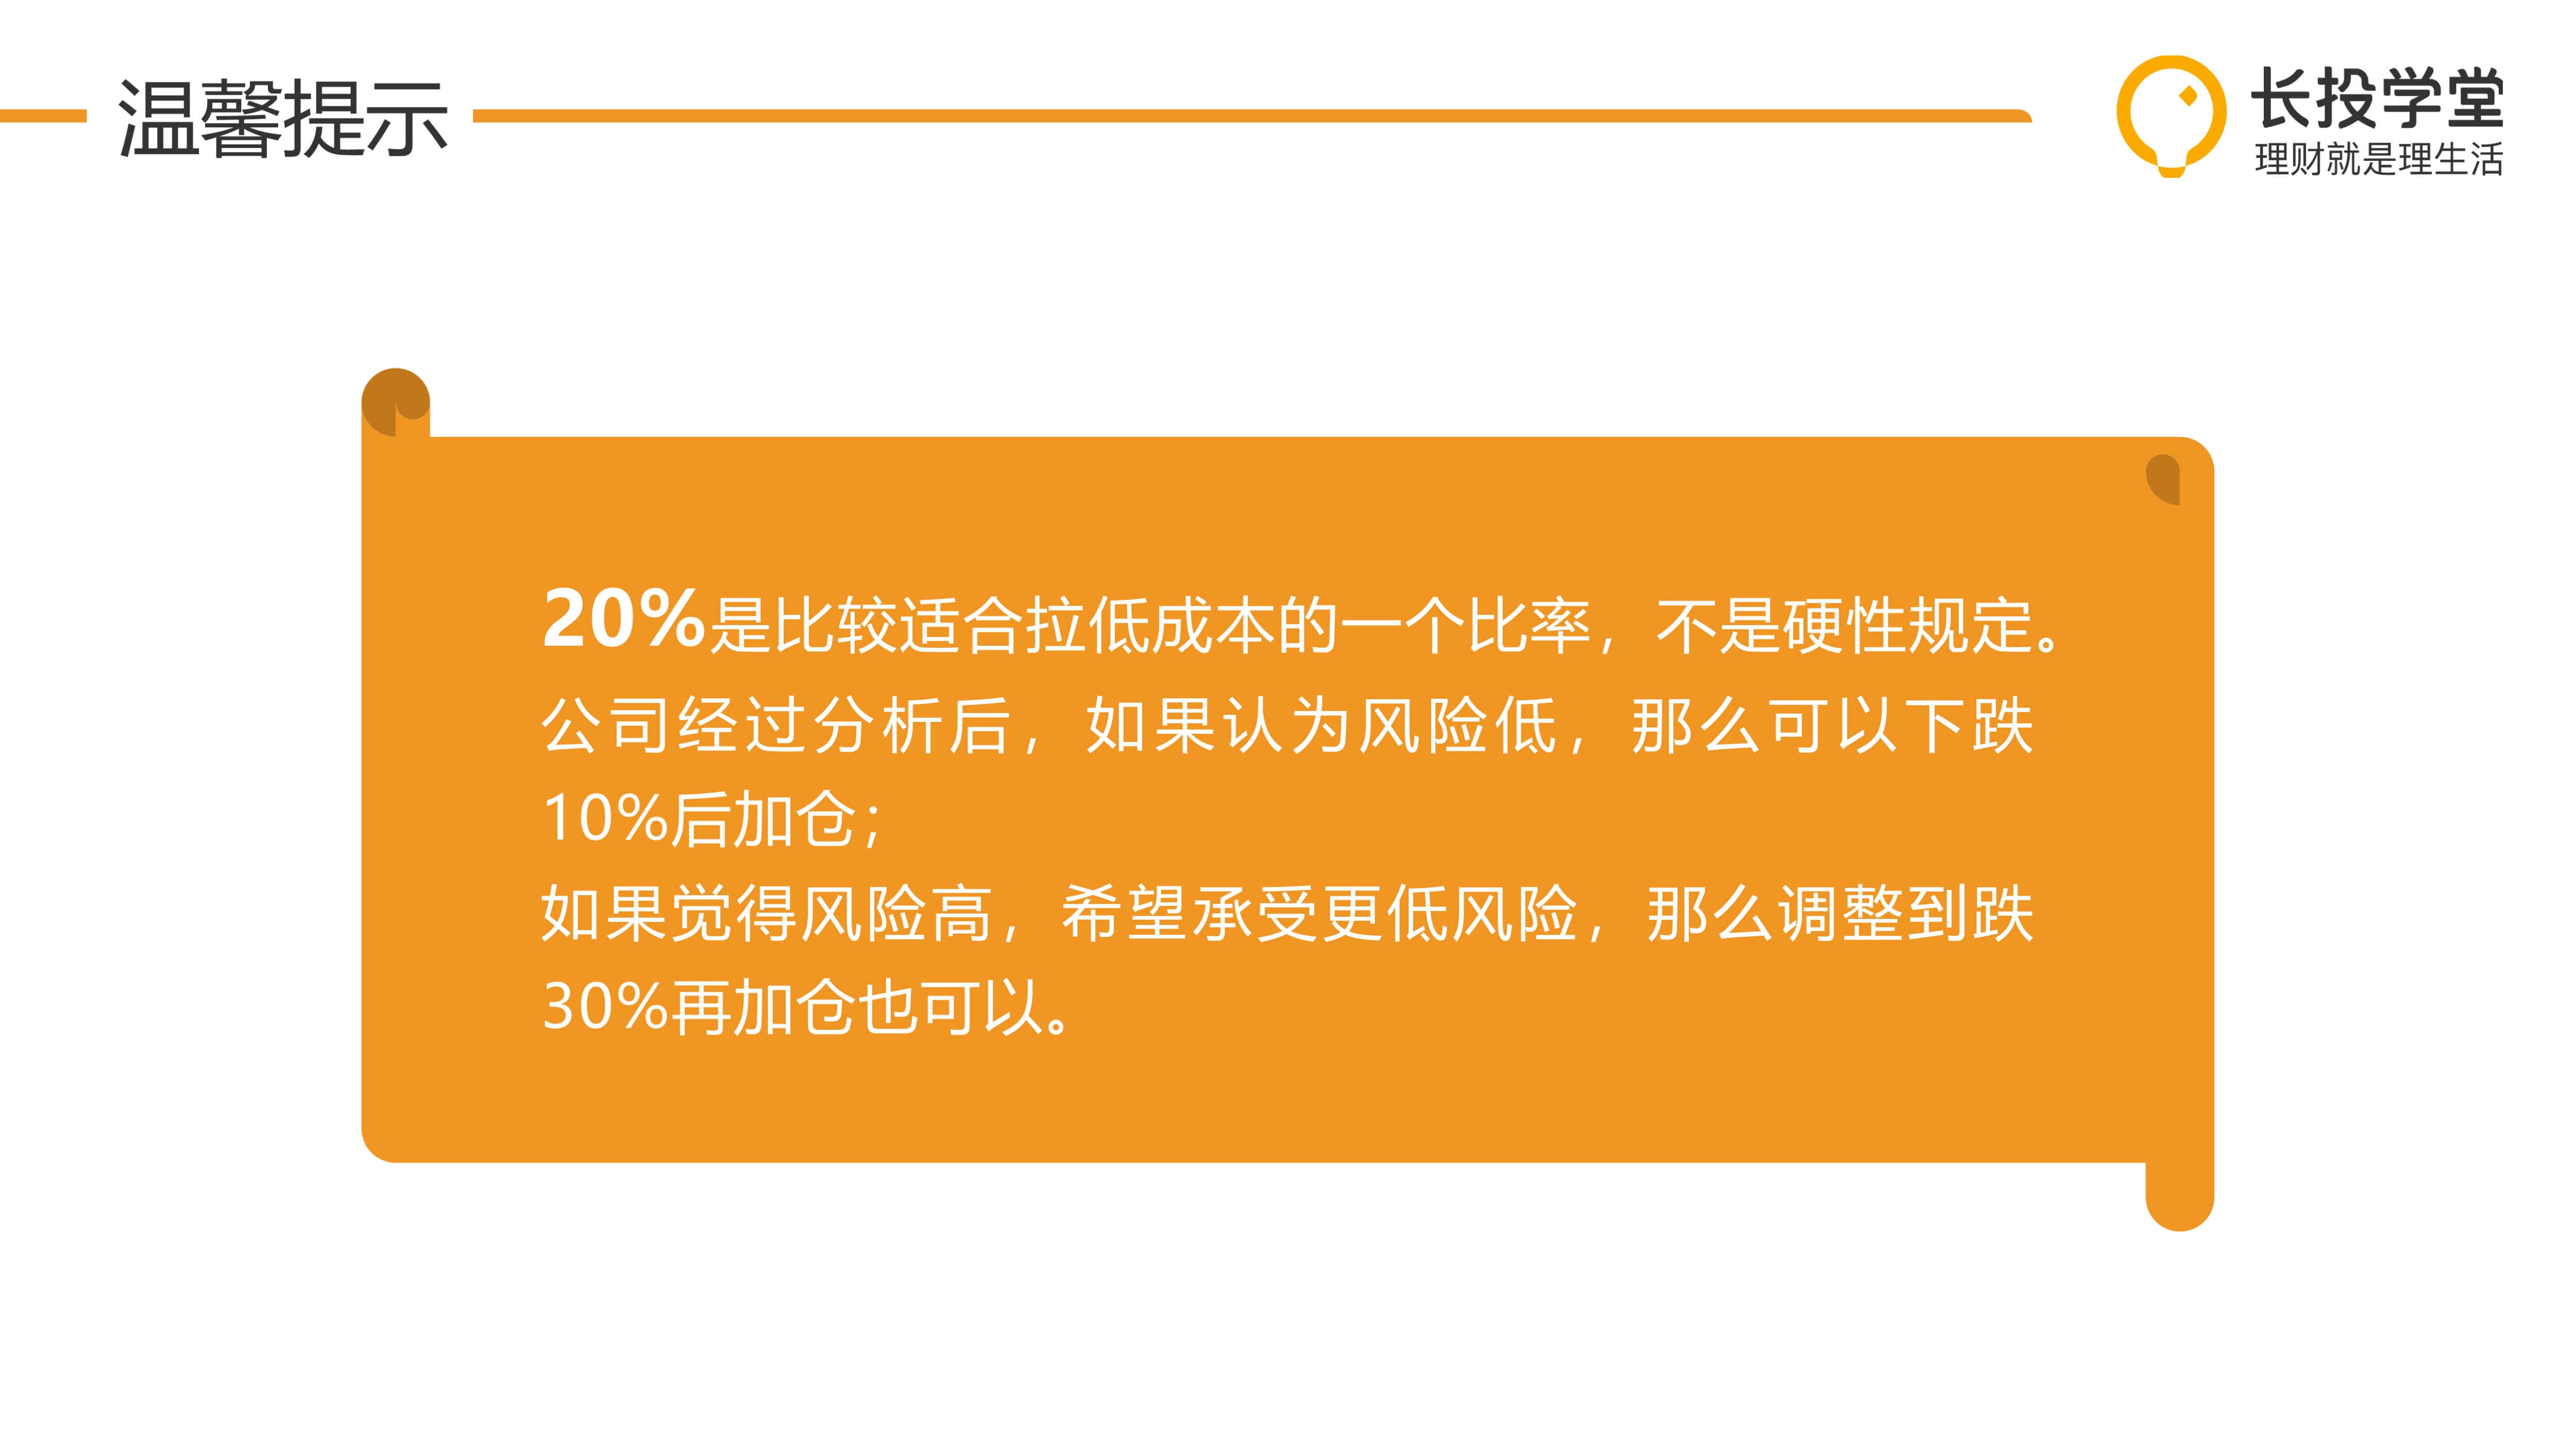 温馨提示
长投学堂
理财就是理生活
20%是比较适合拉低成本的一个比率，不是硬性规定。
公司经过分析后，如果认为风险低，那么可以下跌
10%后加仓；
如果觉得风险高，希望承受更低风险，那么调整到跌
30%再加仓也可以。